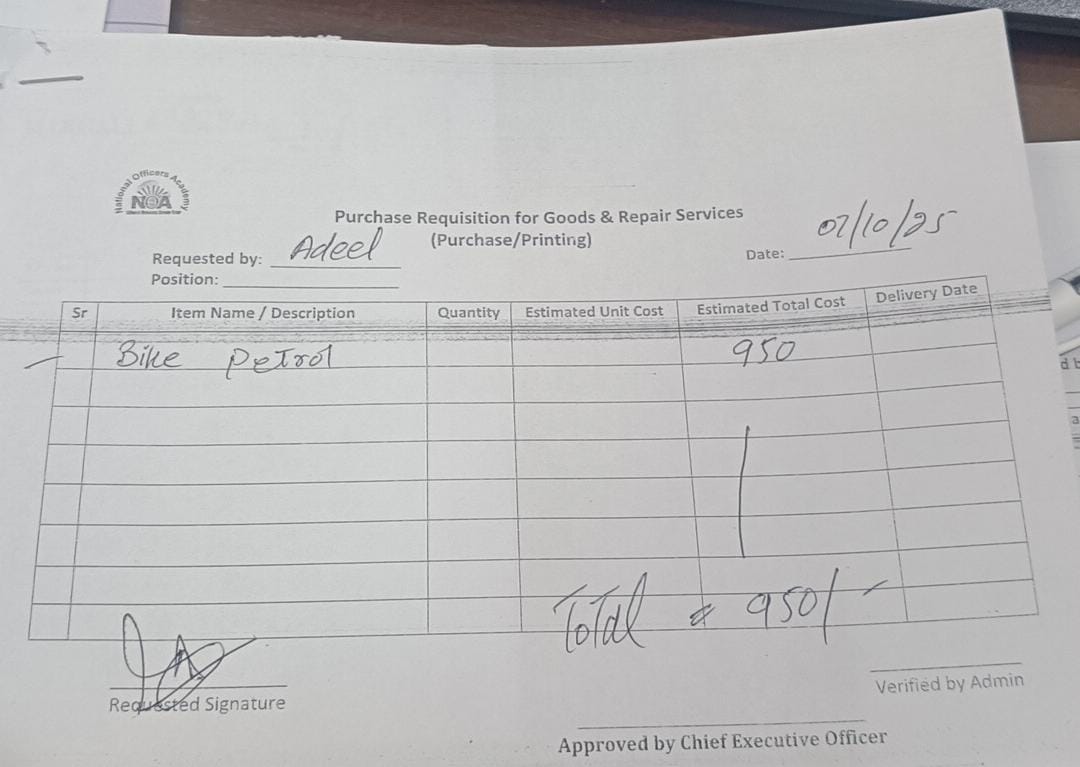 National Officers Academy
NOA
Purchase Requisition for Goods & Repair Services
(Purchase/Printing)
Requested by: Adeel
Date: 07/10/25
Position:
Sr Item Name / Description Quantity Estimated Unit Cost Estimated Total Cost Delivery Date
Bike Petrol 950
Total 950/-
Requested Signature
Verified by Admin
Approved by Chief Executive Officer